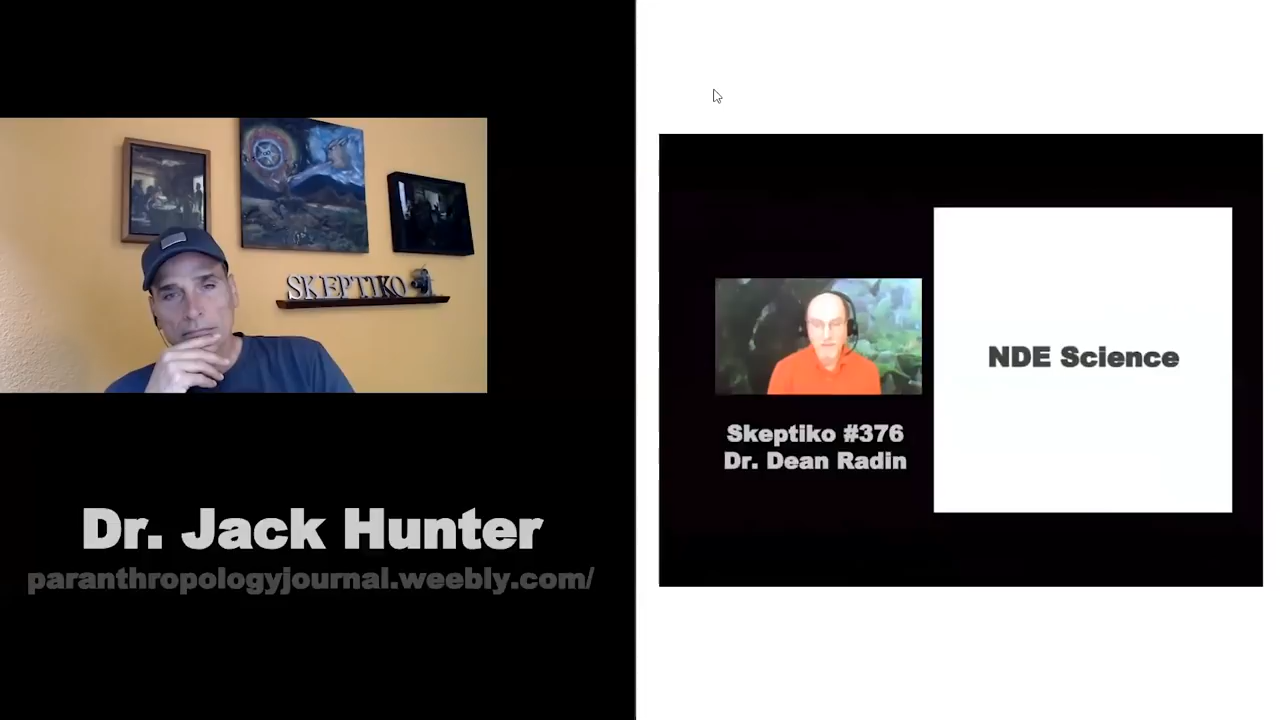 SKEPTIKO
Dr. Jack Hunter
paranthropologyjournal.weebly.com/
Skeptiko #376
Dr. Dean Radin
NDE Science